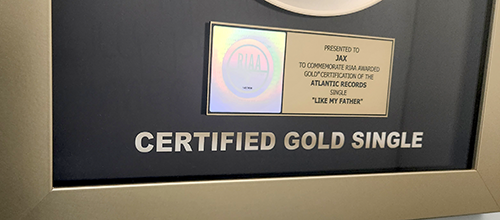 RIAA
PRESENTED TO
JAX
TO COMMEMORATE RIAA AWARDED
GOLD® CERTIFICATION OF THE
ATLANTIC RECORDS
SINGLE
"LIKE MY FATHER"
CERTIFIED GOLD SINGLE